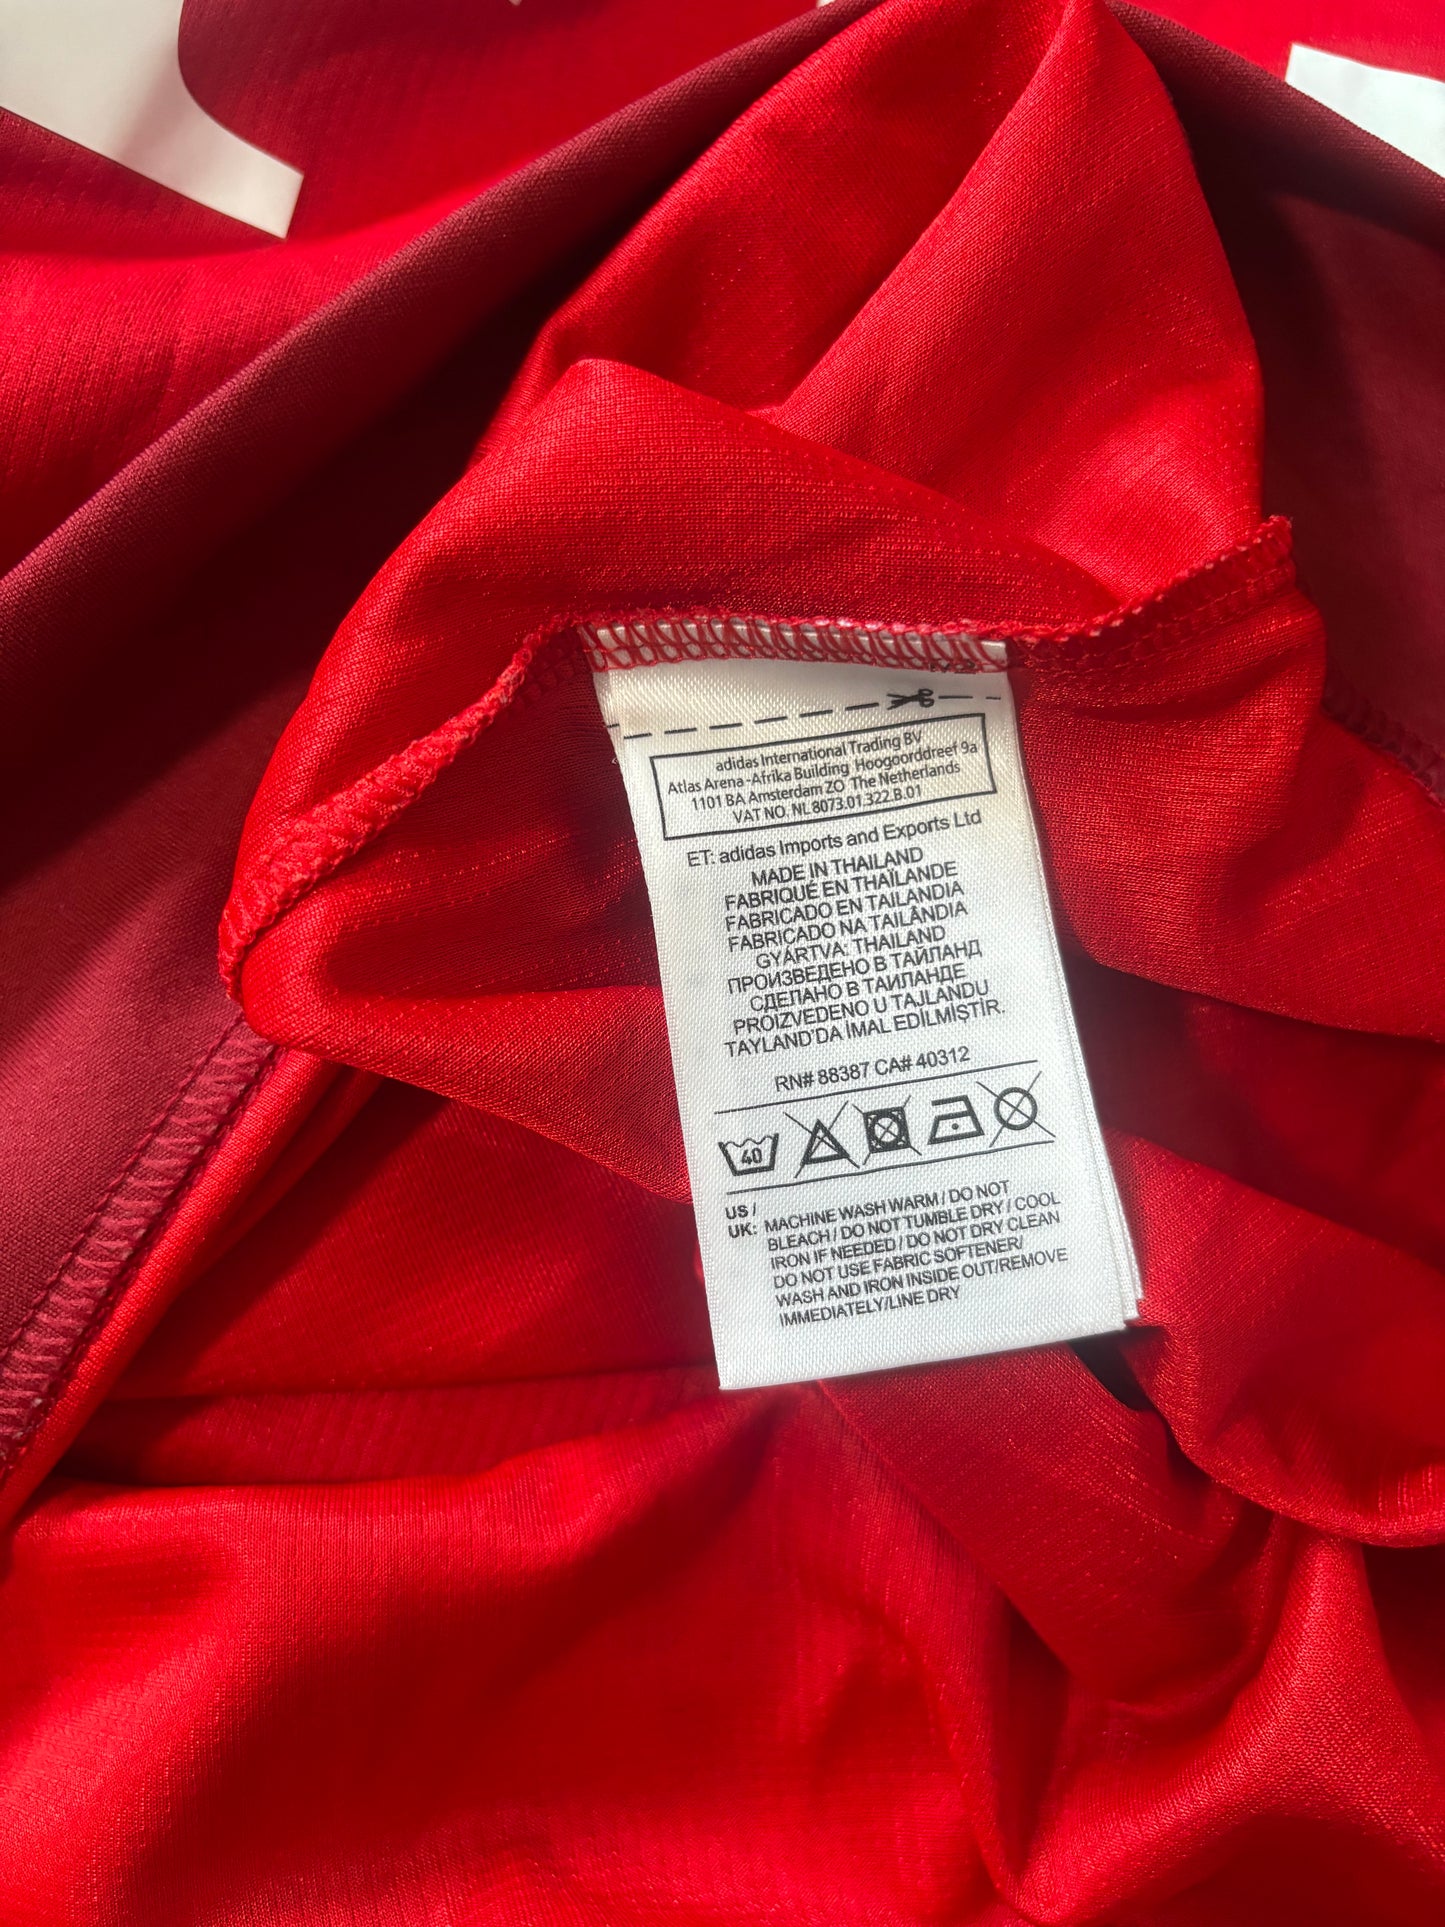 adidas International Trading BV
Atlas Arena-Afrika Building Hoogoorddreef 9a
1101 BA Amsterdam ZO The Netherlands
VAT NO. NL 8073.01.322.B.01
ET: adidas Imports and Exports Ltd
MADE IN THAILAND
FABRIQUÉ EN THAÏLANDE
FABRICADO EN TAILANDIA
FABRICADO NA TAILÂNDIA
GYÁRTVA: THAILAND
ПРОИЗВЕДЕНО В ТАЙЛАНД
СДЕЛАНО В ТАИЛАНДЕ
PROIZVEDENO U TAJLANDU
TAYLAND'DA İMAL EDİLMİŞTİR.
RN# 88387 CA# 40312
40
US /
UK: MACHINE WASH WARM / DO NOT
BLEACH / DO NOT TUMBLE DRY / COOL
IRON IF NEEDED / DO NOT DRY CLEAN
DO NOT USE FABRIC SOFTENER/
WASH AND IRON INSIDE OUT/REMOVE
IMMEDIATELY/LINE DRY